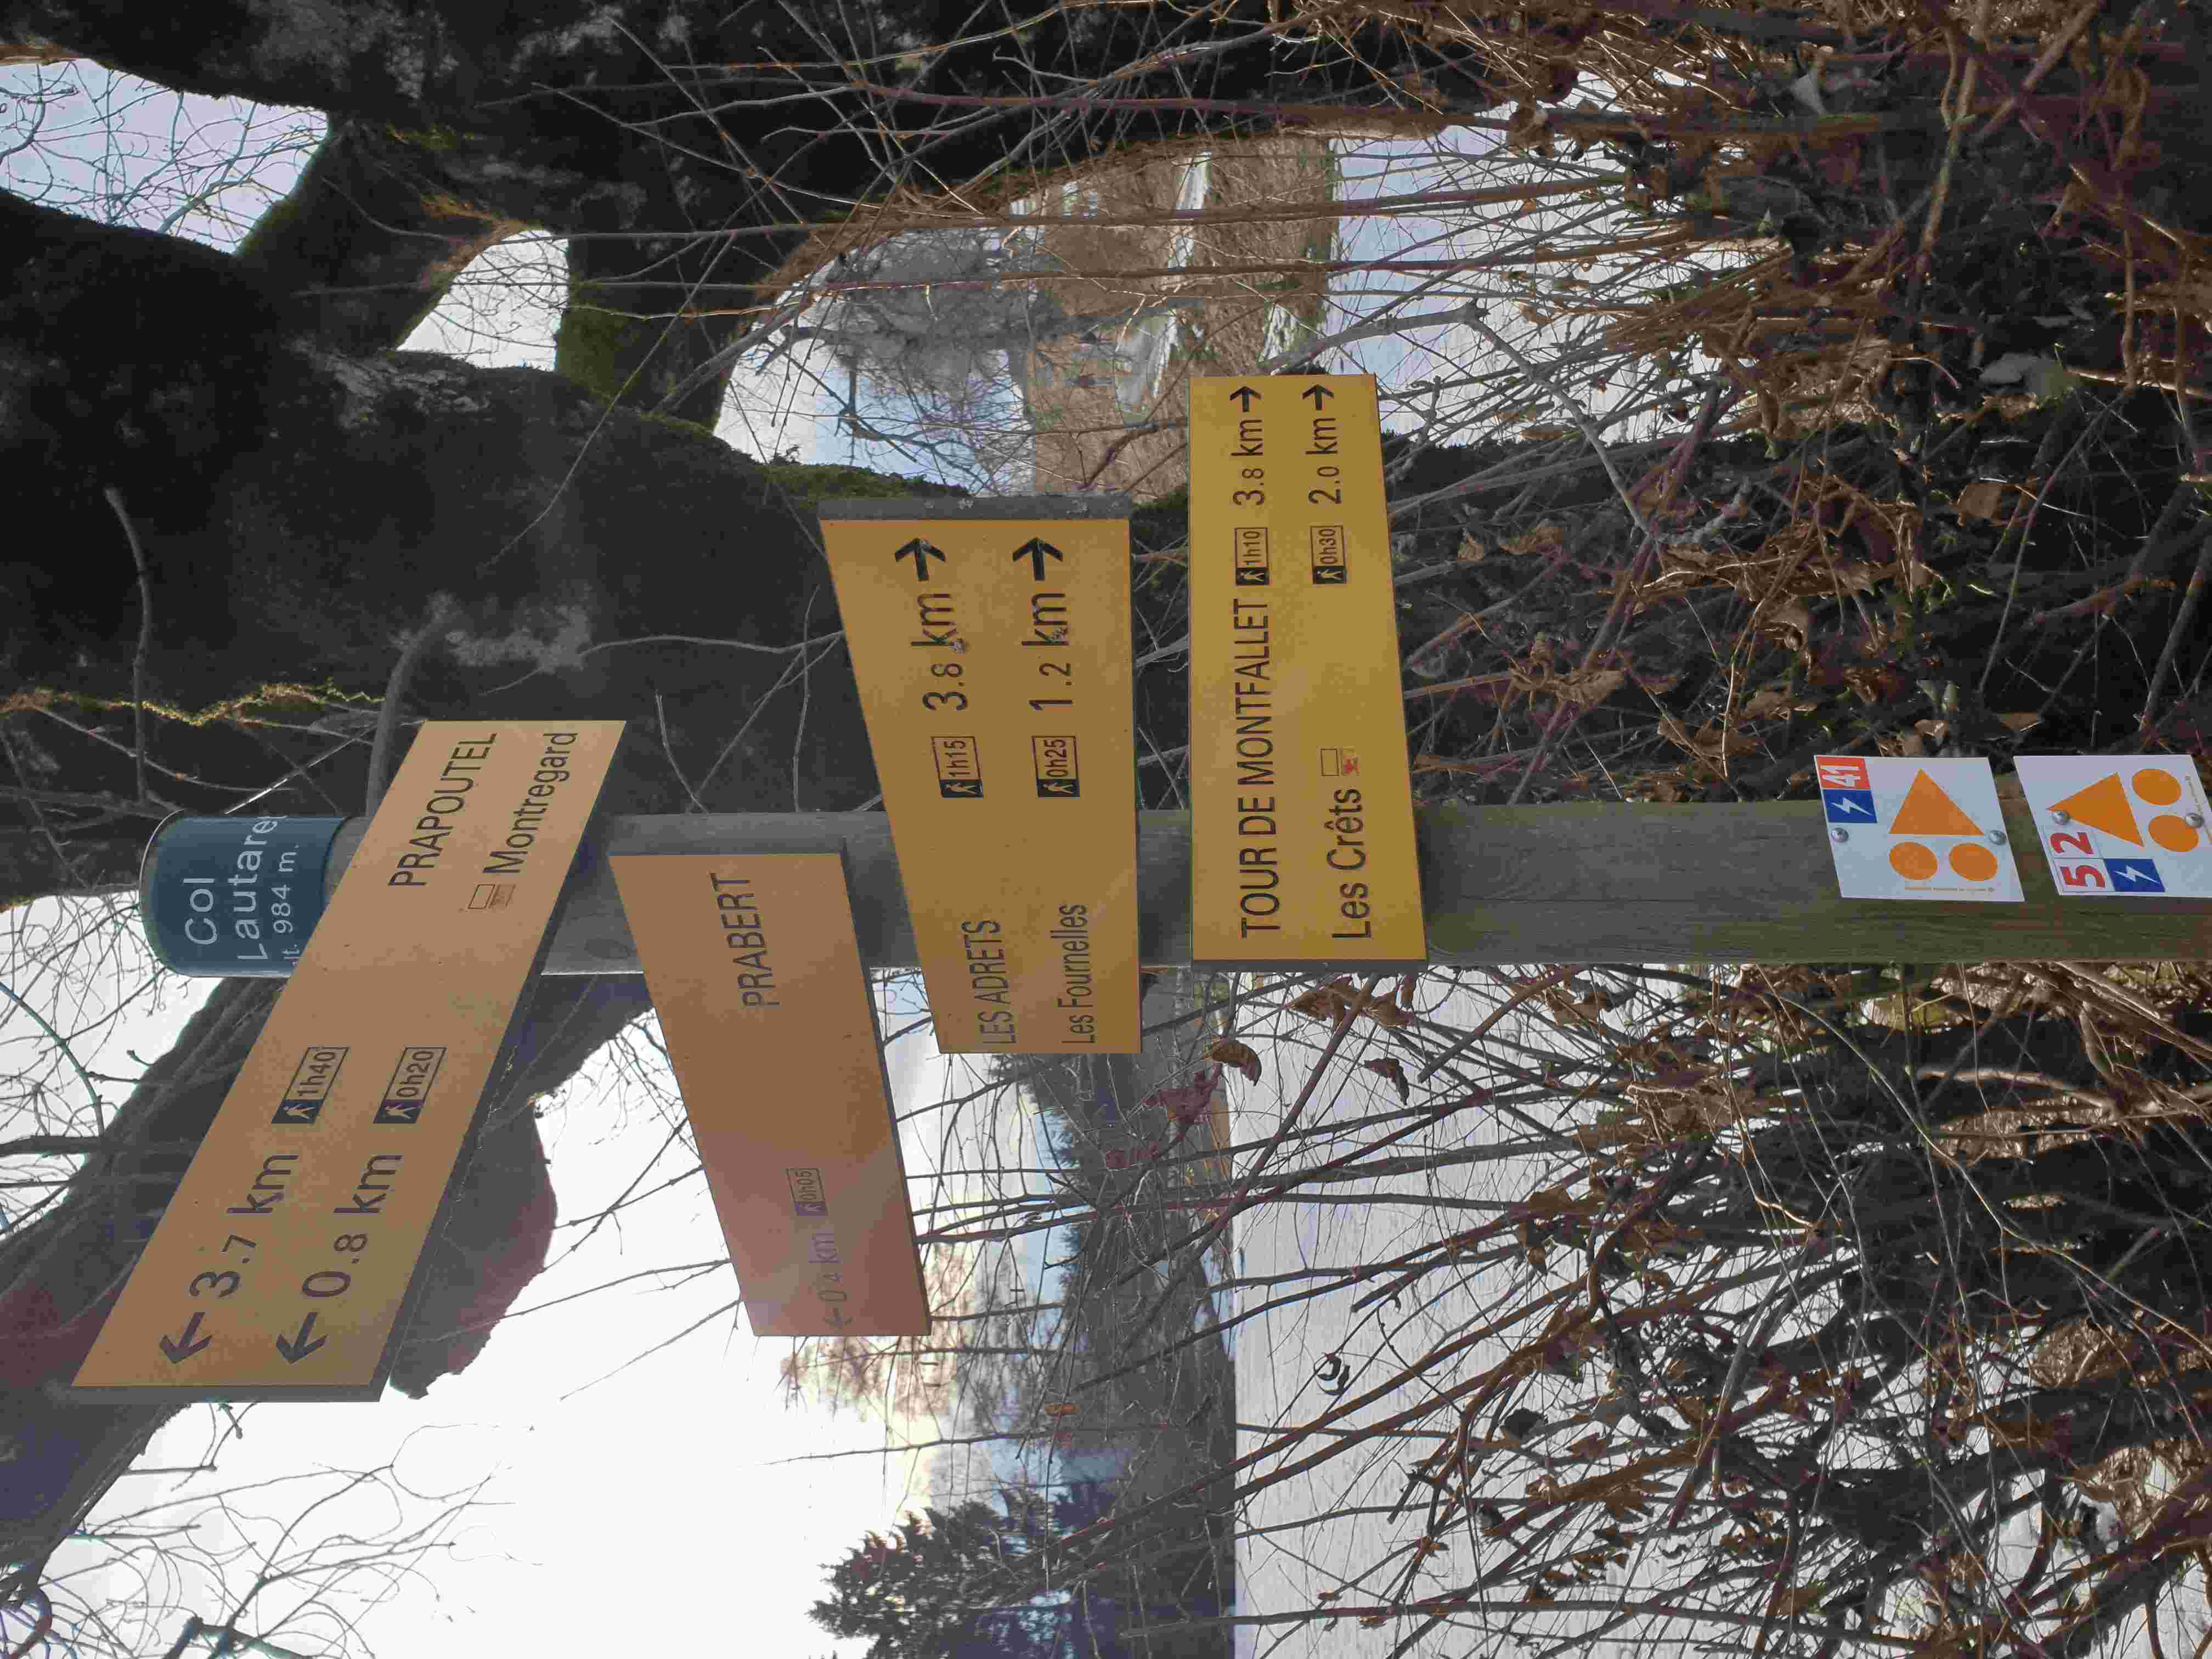 Col
Lautaret
alt. 984 m.
PRAPOUTEL
← 3.7 km 1h40
Montregard
← 0.8 km 0h20
PRABERT
← 0.4 km 0h05
LES ADRETS 1h15 3.8 km →
Les Fournelles 0h25 1.2 km →
TOUR DE MONTFALLET 1h10 3.8 km →
Les Crêts 0h30 2.0 km →
41
52